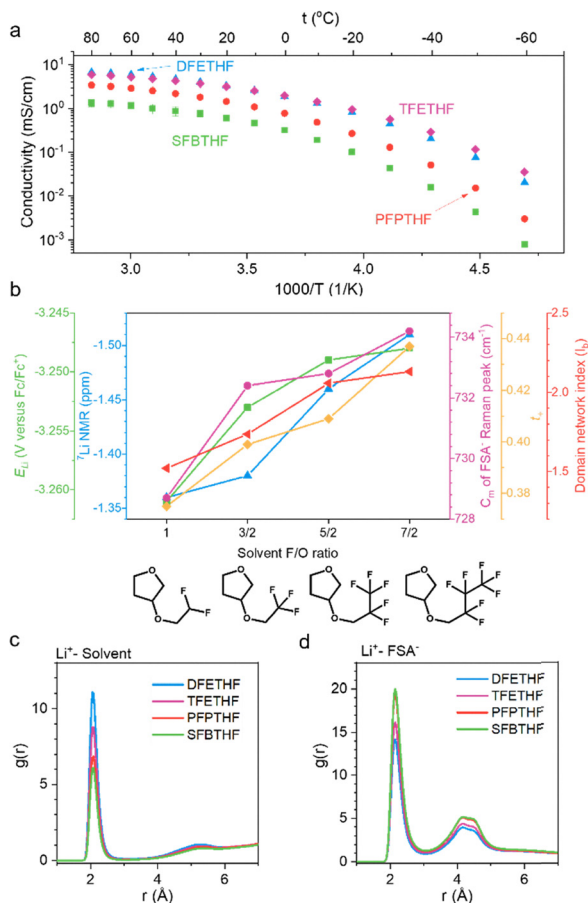 a
t (°C)
80 60 40 20 0 -20 -40 -60
Conductivity (mS/cm)
10¹
10⁰
10⁻¹
10⁻²
10⁻³
DFETHF
TFETHF
SFBTHF
PFPTHF
3.0 3.5 4.0 4.5
1000/T (1/K)
b
E_Li (V versus Fc/Fc⁺)
-3.245
-3.250
-3.255
-3.260
⁷Li NMR (ppm)
-1.50
-1.45
-1.40
-1.35
734
732
730
728
C_m of FSA⁻ Raman peak (cm⁻¹)
0.44
0.42
0.40
0.38
t₊
2.5
2.0
1.5
Domain network index (I_b)
1 3/2 5/2 7/2
Solvent F/O ratio
O O F F
O O F F F
O O F F F F F
O O F F F F F F F
c
Li⁺- Solvent
g(r)
10
5
0
DFETHF
TFETHF
PFPTHF
SFBTHF
2 4 6
r (Å)
d
Li⁺- FSA⁻
g(r)
20
15
10
5
0
DFETHF
TFETHF
PFPTHF
SFBTHF
2 4 6
r (Å)